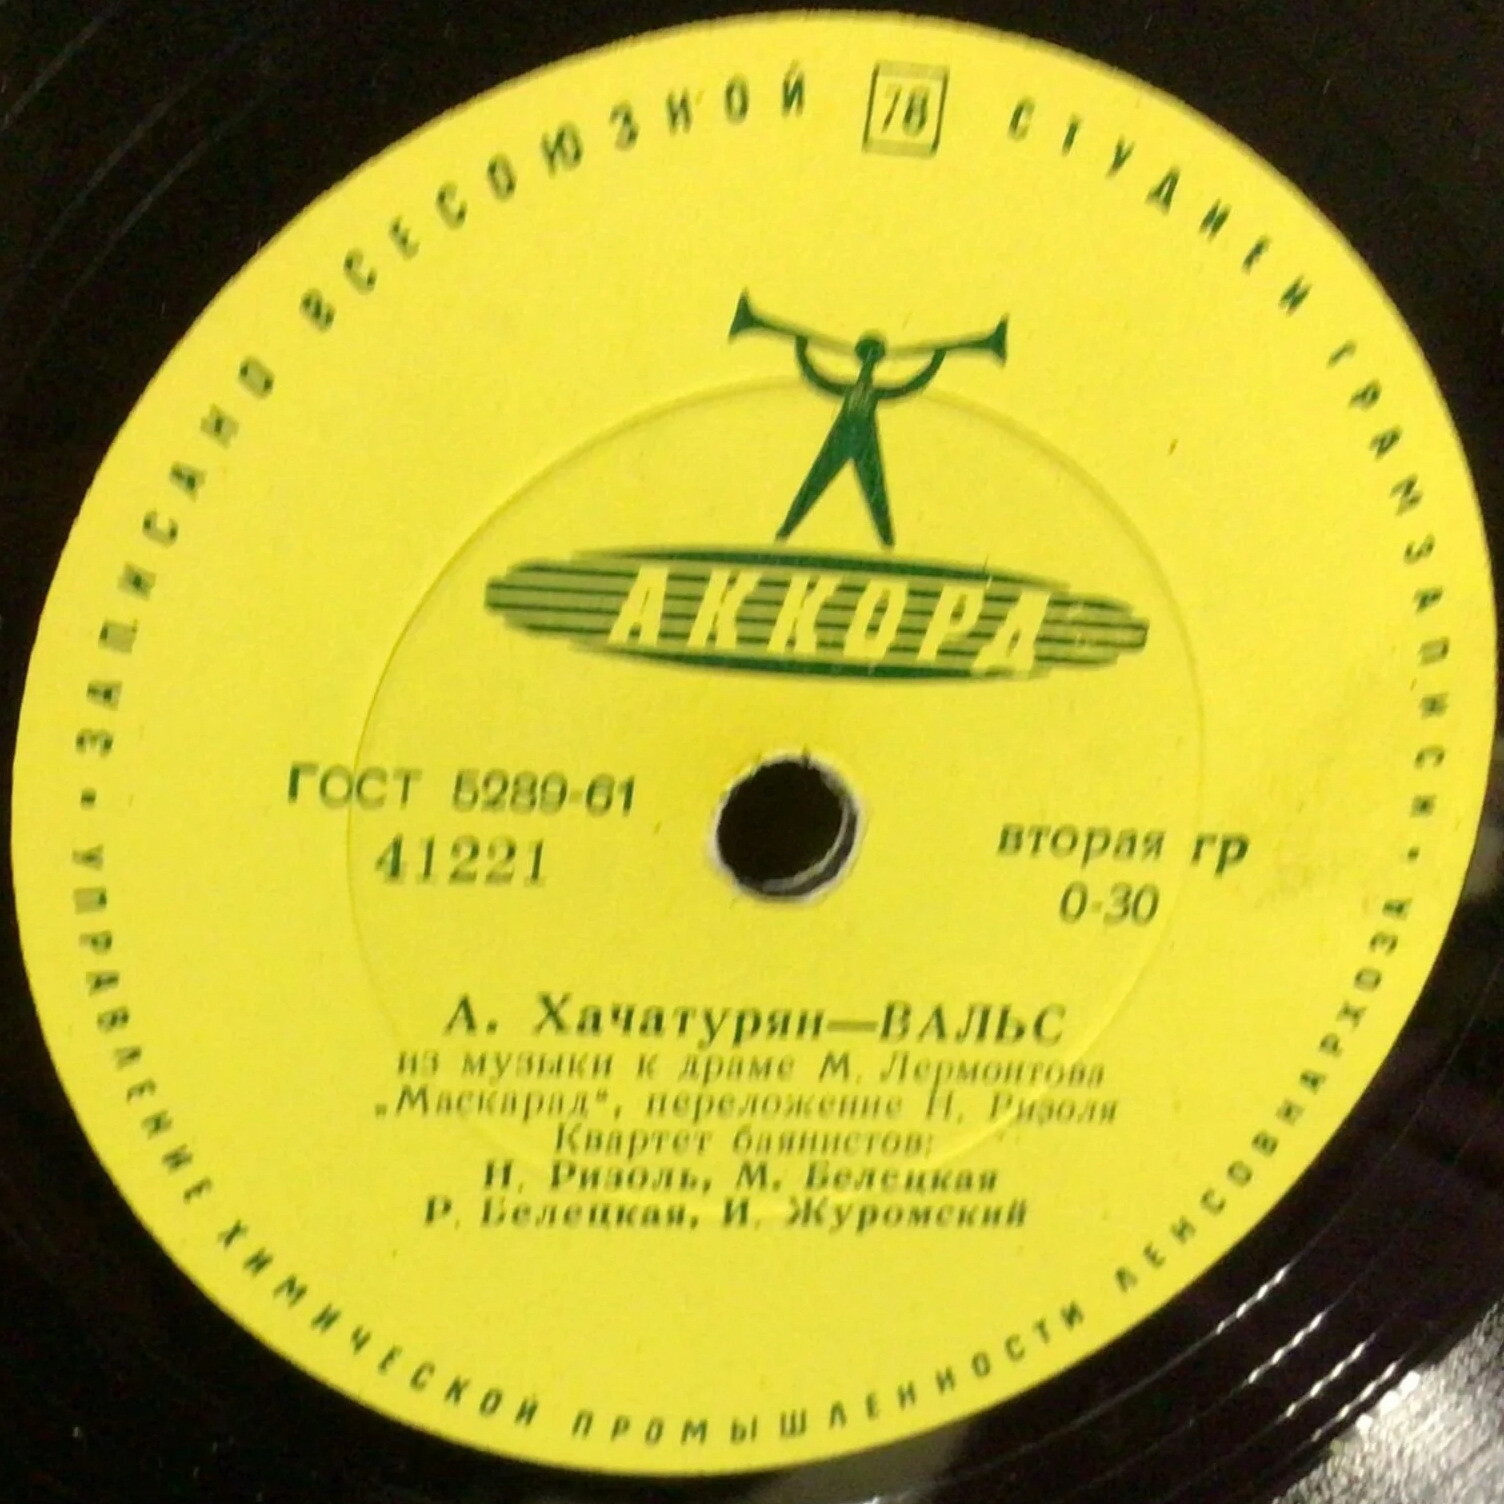 ЗАПИСАНО ВСЕСОЮЗНОЙ 78 СТУДИЕЙ ГРАМЗАПИСИ
АККОРД
ГОСТ 5289-61
41221
вторая гр
0-30
А. Хачатурян—ВАЛЬС
из музыки к драме М. Лермонтова
„Маскарад“, переложение Н. Ризоля
Квартет баянистов:
Н. Ризоль, М. Белецкая
Р. Белецкая, И. Журомский
УПРАВЛЕНИЕ ХИМИЧЕСКОЙ ПРОМЫШЛЕННОСТИ ЛЕНСОВНАРХОЗА